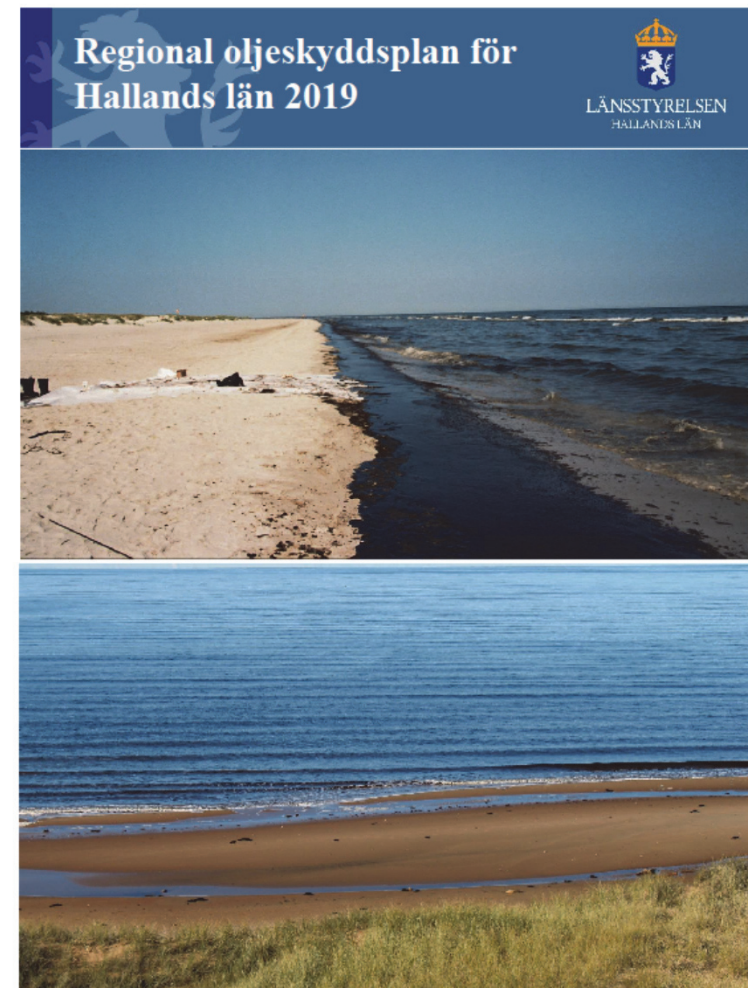 Regional oljeskyddsplan för
Hallands län 2019
LÄNSSTYRELSEN
HALLANDS LÄN